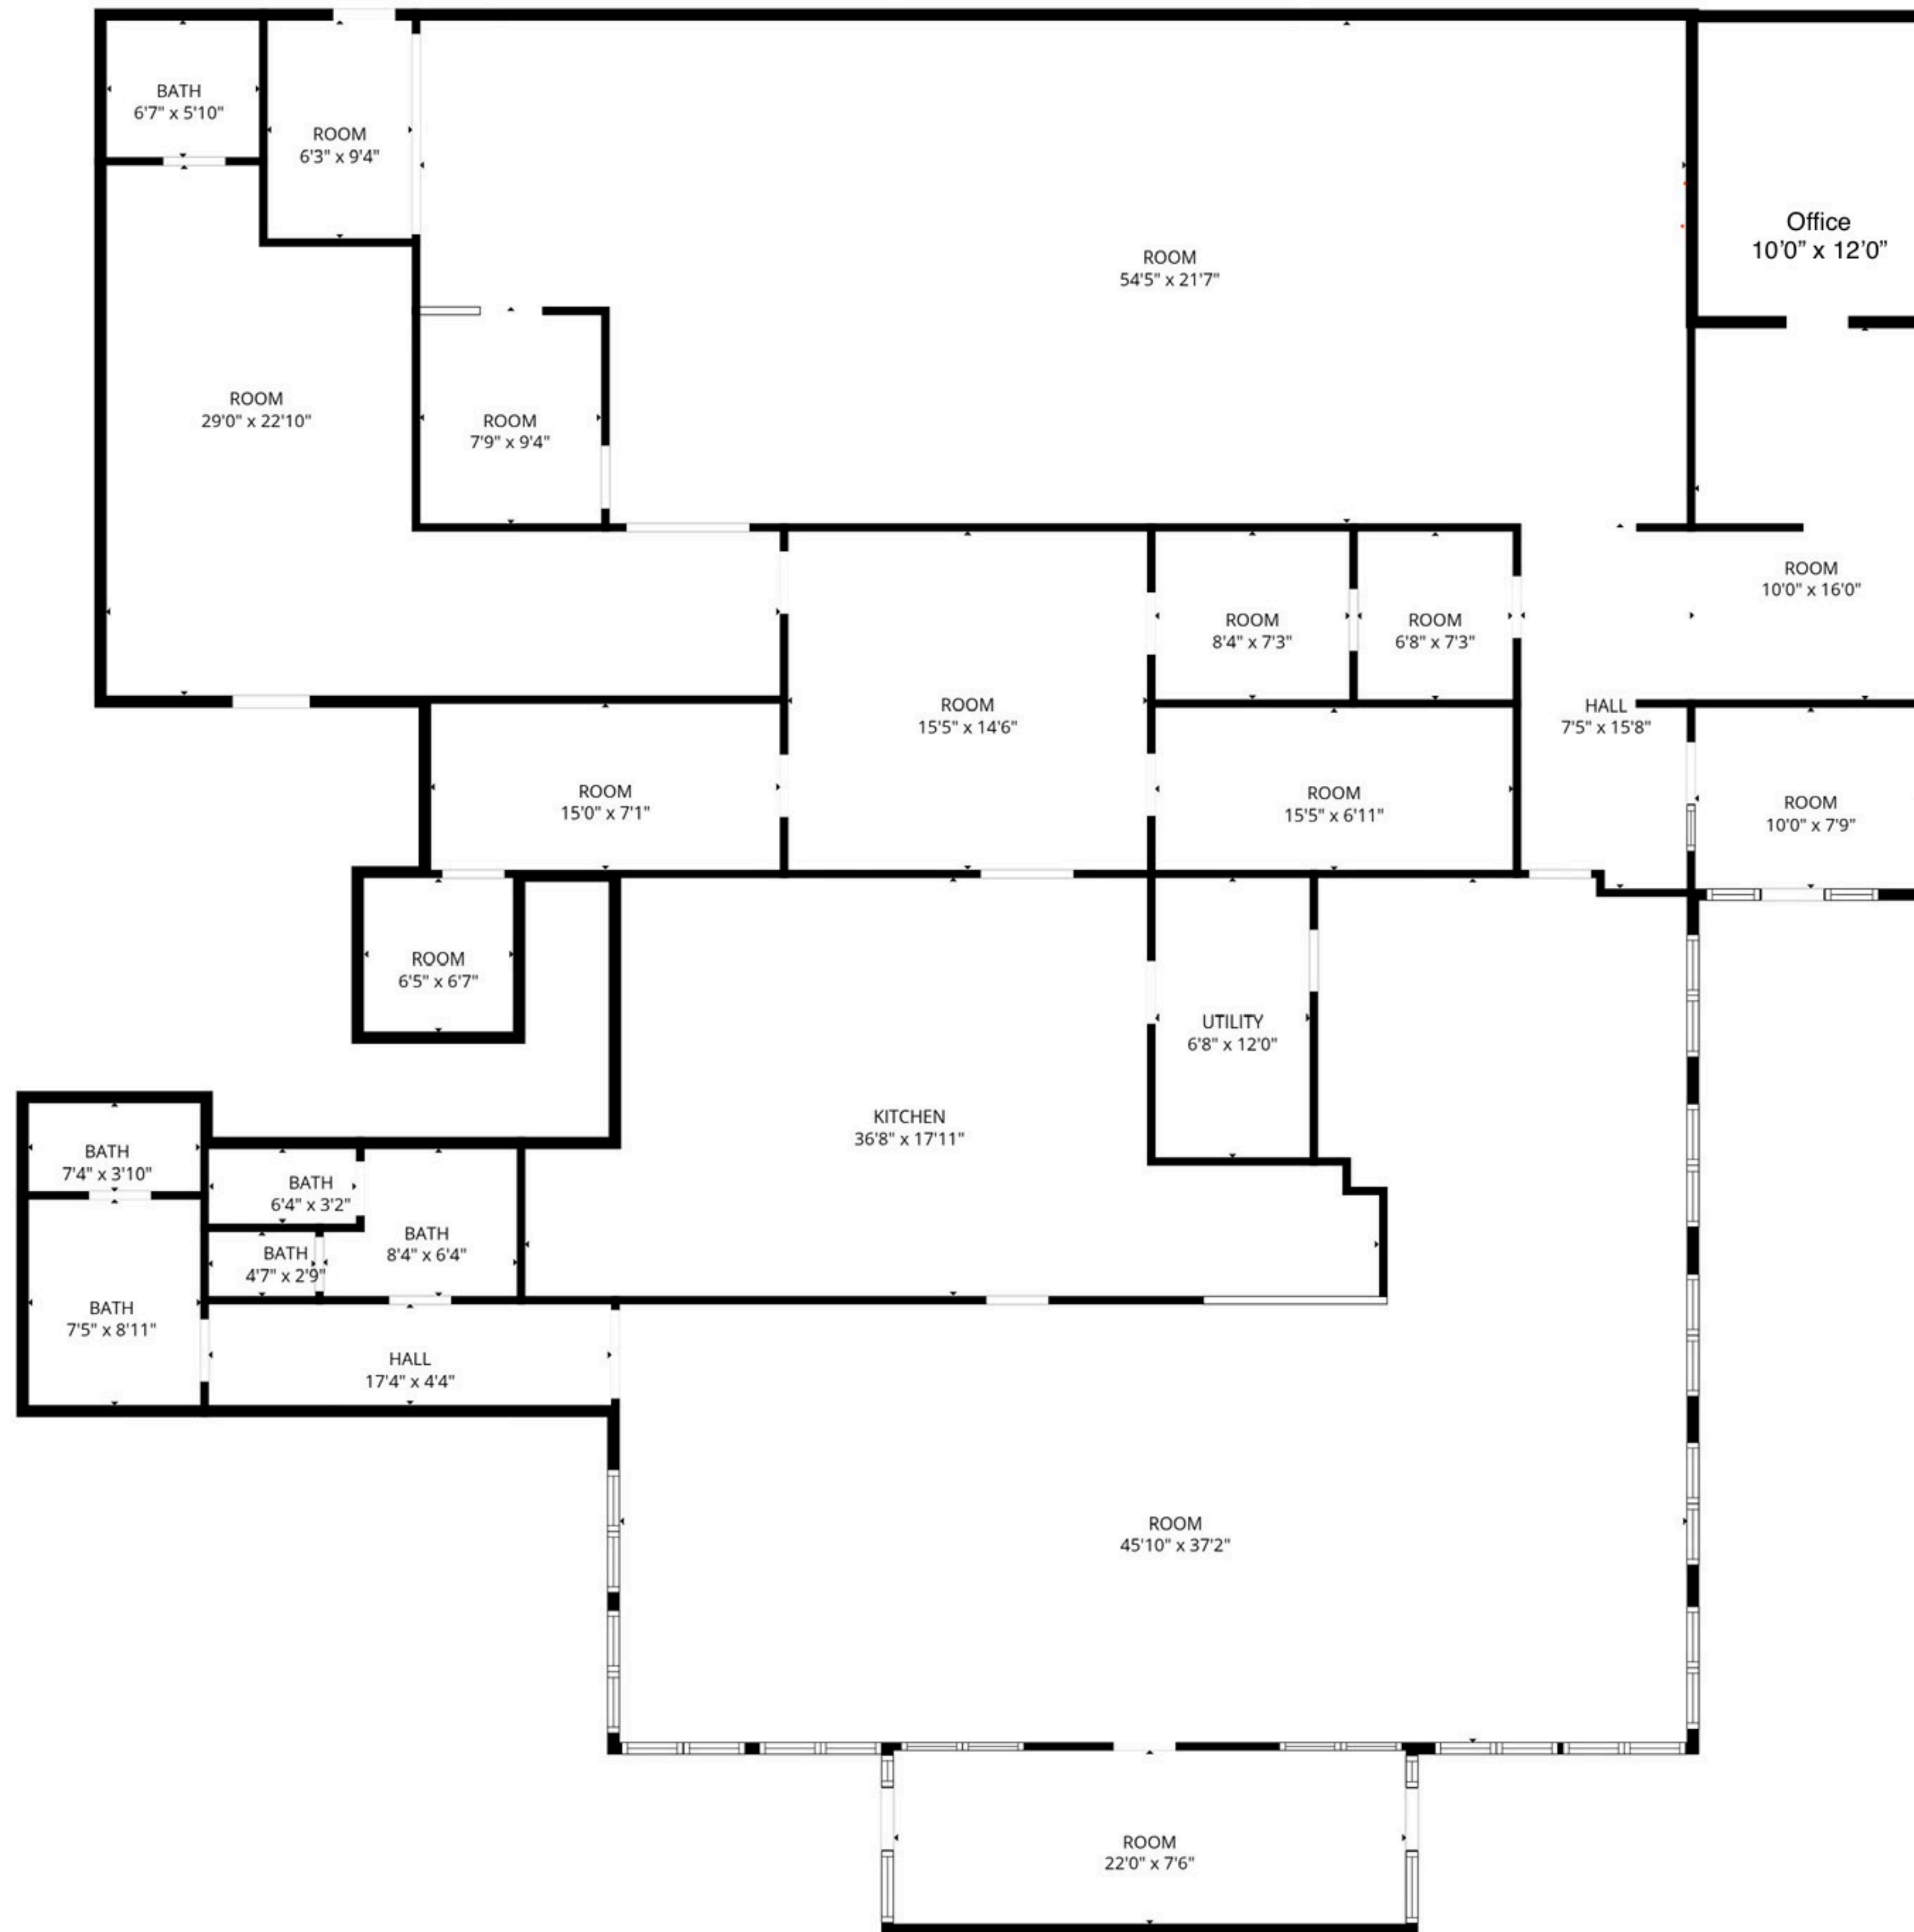 BATH
6'7" x 5'10"
ROOM
6'3" x 9'4"
ROOM
54'5" x 21'7"
Office
10’0” x 12’0”
ROOM
29'0" x 22'10"
ROOM
7'9" x 9'4"
ROOM
15'5" x 14'6"
ROOM
8'4" x 7'3"
ROOM
6'8" x 7'3"
ROOM
10'0" x 16'0"
HALL
7'5" x 15'8"
ROOM
15'0" x 7'1"
ROOM
15'5" x 6'11"
ROOM
10'0" x 7'9"
ROOM
6'5" x 6'7"
UTILITY
6'8" x 12'0"
KITCHEN
36'8" x 17'11"
BATH
7'4" x 3'10"
BATH
6'4" x 3'2"
BATH
8'4" x 6'4"
BATH
4'7" x 2'9"
BATH
7'5" x 8'11"
HALL
17'4" x 4'4"
ROOM
45'10" x 37'2"
ROOM
22'0" x 7'6"